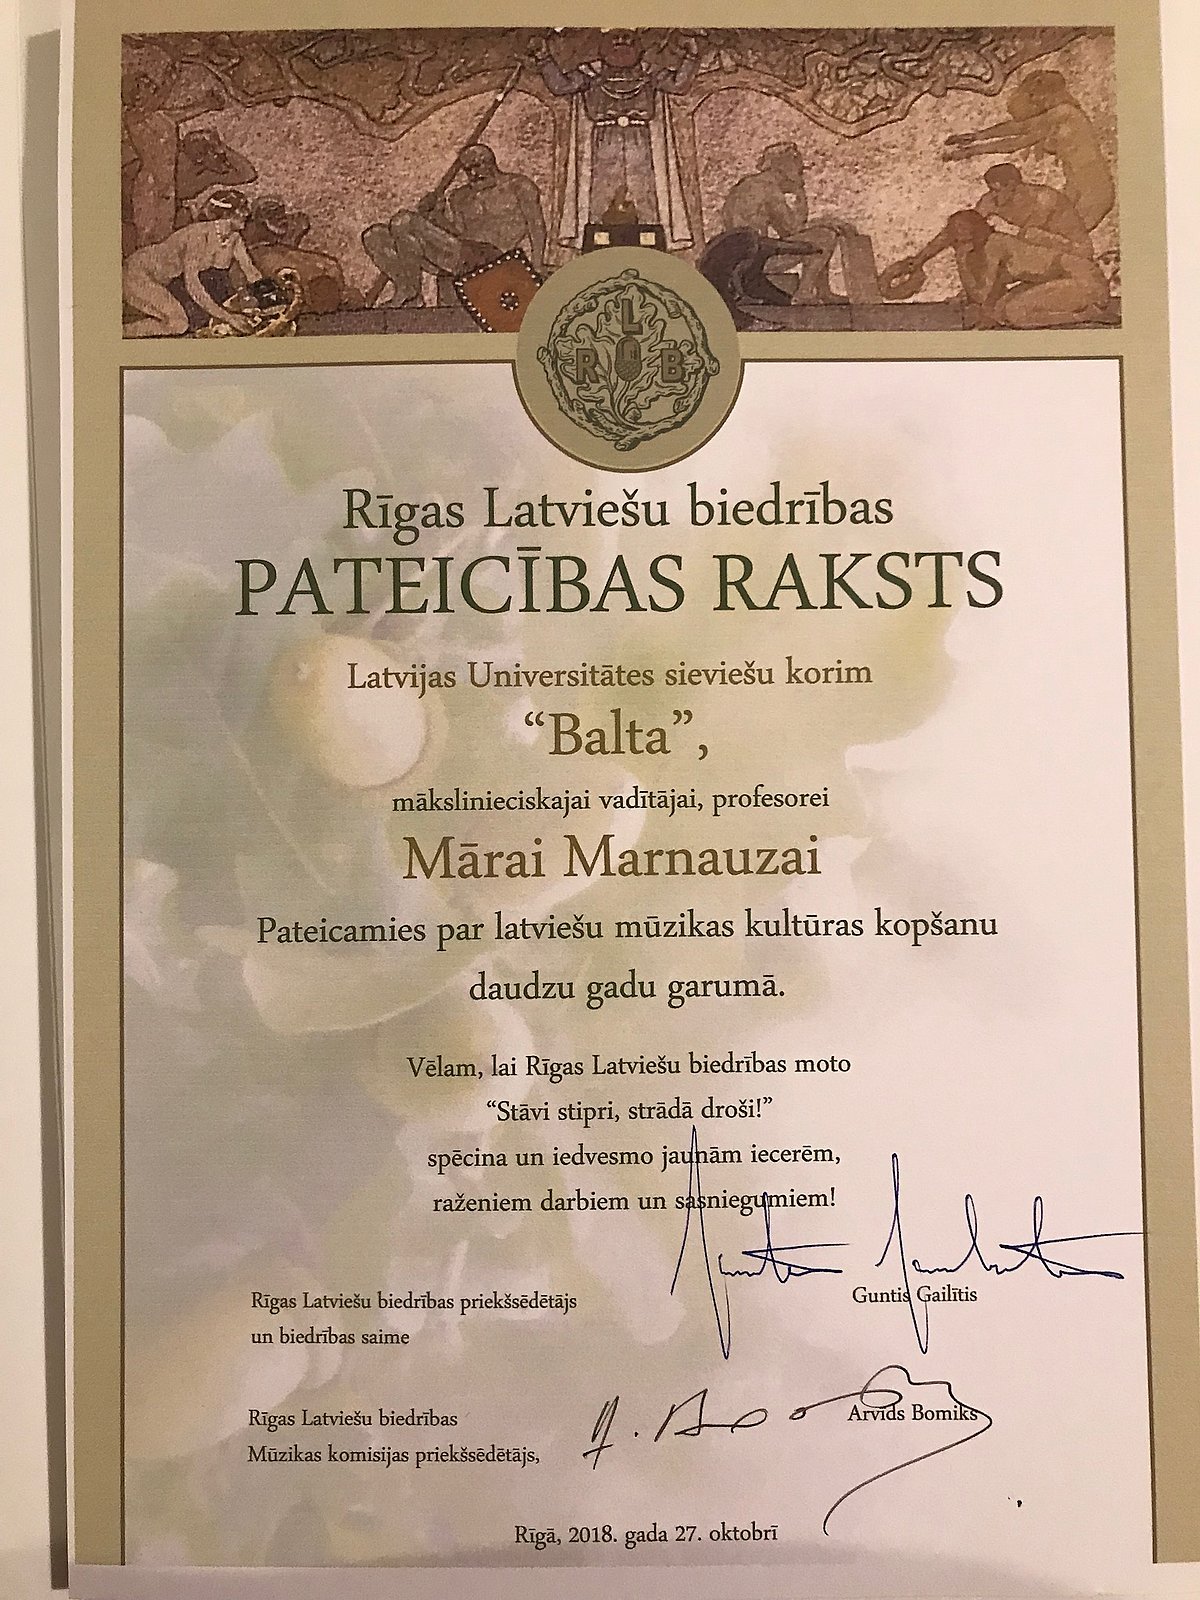 L
R B
Rīgas Latviešu biedrības
PATEICĪBAS RAKSTS
Latvijas Universitātes sieviešu korim
“Balta”,
mākslinieciskajai vadītājai, profesorei
Mārai Marnauzai
Pateicamies par latviešu mūzikas kultūras kopšanu
daudzu gadu garumā.
Vēlam, lai Rīgas Latviešu biedrības moto
“Stāvi stipri, strādā droši!”
spēcina un iedvesmo jaunām iecerēm,
raženiem darbiem un sasniegumiem!
Rīgas Latviešu biedrības priekšsēdētājs
un biedrības saime
Guntis Gailītis
Rīgas Latviešu biedrības
Mūzikas komisijas priekšsēdētājs,
Arvīds Bomiks
Rīgā, 2018. gada 27. oktobrī